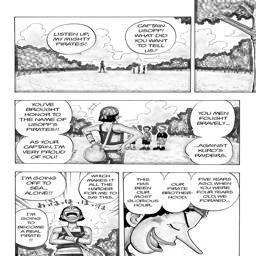 CAPTAIN
USOPP!
WHAT DID
YOU WANT
TO TELL
US?
LISTEN UP,
MY MIGHTY
PIRATES!
YOU MEN
FOUGHT
BRAVELY...
AGAINST
KURO'S
RAIDERS.
YOU'VE
BROUGHT
HONOR TO
THE NAME OF
USOPP'S
PIRATES!!
AS YOUR
CAPTAIN, I'M
VERY PROUD
OF YOU!
FIVE YEARS
AGO, WHEN
YOU WERE
FOUR YEARS
OLD, WE
FORMED...
OUR
PIRATE
BROTHER-
HOOD.
THIS HAS
BEEN
OUR MOST
GLORIOUS
HOUR.
WHICH
MAKES IT
ALL THE
HARDER
FOR ME TO
SAY THIS.
I'M GOING
OFF TO
SEA...
ALONE!!
I'M
GOING TO
BECOME
A REAL
PIRATE
!!